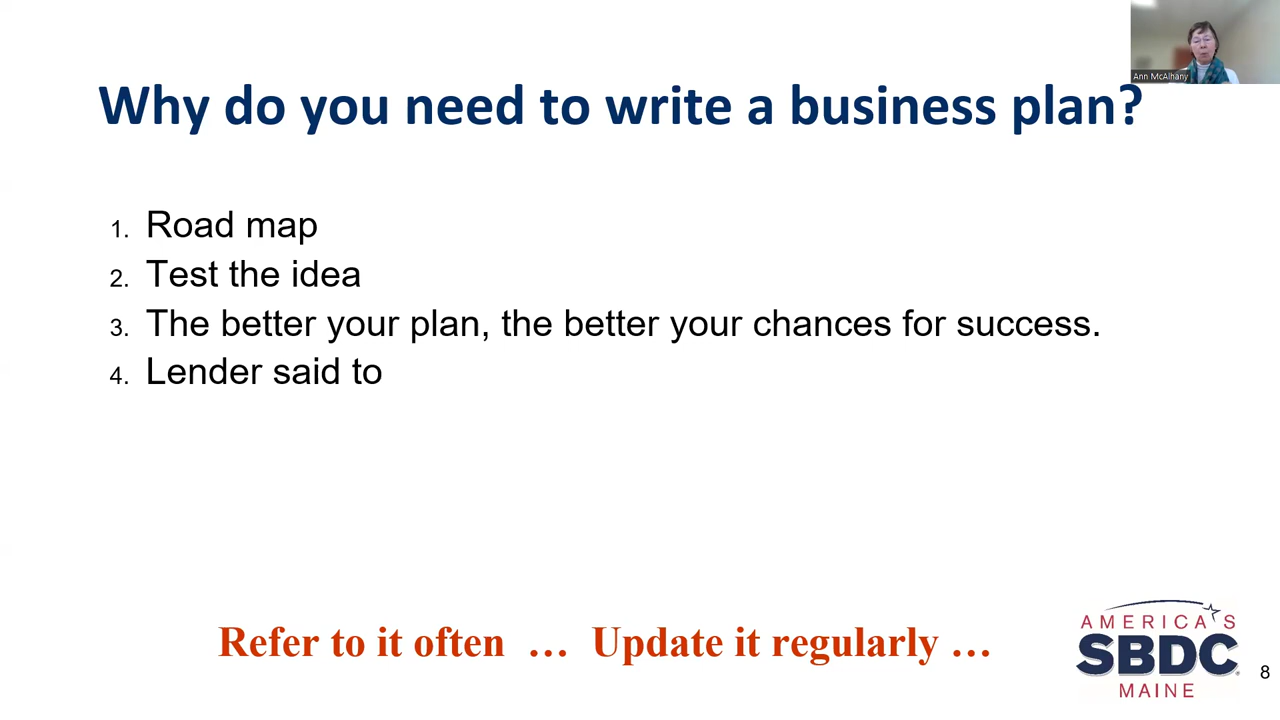 Ann McAlhany
Why do you need to write a business plan?
1. Road map
2. Test the idea
3. The better your plan, the better your chances for success.
4. Lender said to
Refer to it often … Update it regularly …
AMERICA'S
SBDC
MAINE
8